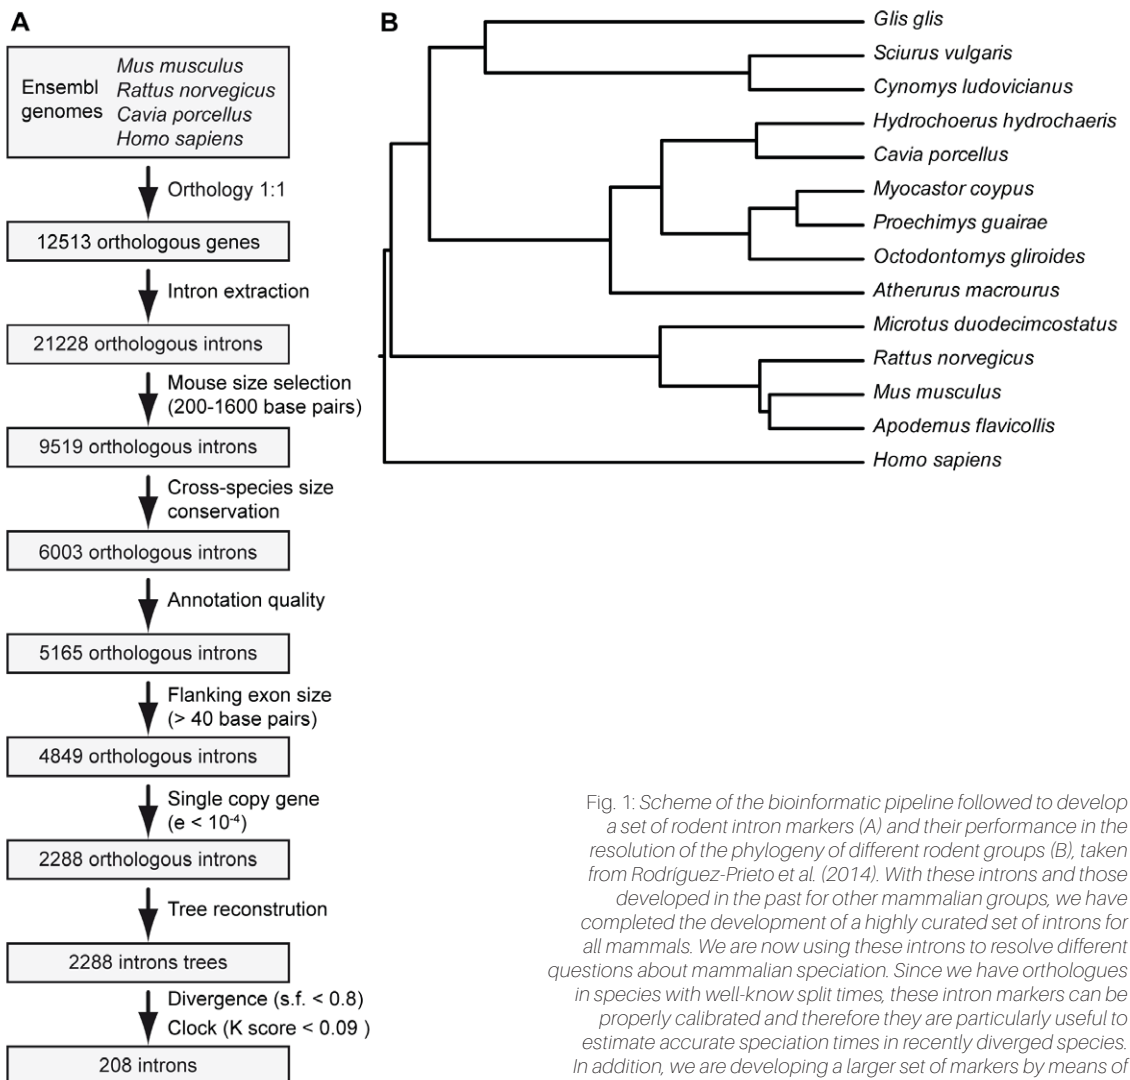 A
Ensembl genomes
Mus musculus
Rattus norvegicus
Cavia porcellus
Homo sapiens
Orthology 1:1
12513 orthologous genes
Intron extraction
21228 orthologous introns
Mouse size selection
(200-1600 base pairs)
9519 orthologous introns
Cross-species size
conservation
6003 orthologous introns
Annotation quality
5165 orthologous introns
Flanking exon size
(> 40 base pairs)
4849 orthologous introns
Single copy gene
(e < 10-4)
2288 orthologous introns
Tree reconstrution
2288 introns trees
Divergence (s.f. < 0.8)
Clock (K score < 0.09 )
208 introns
B
Glis glis
Sciurus vulgaris
Cynomys ludovicianus
Hydrochoerus hydrochaeris
Cavia porcellus
Myocastor coypus
Proechimys guairae
Octodontomys gliroides
Atherurus macrourus
Microtus duodecimcostatus
Rattus norvegicus
Mus musculus
Apodemus flavicollis
Homo sapiens
Fig. 1: Scheme of the bioinformatic pipeline followed to develop
a set of rodent intron markers (A) and their performance in the
resolution of the phylogeny of different rodent groups (B), taken
from Rodríguez-Prieto et al. (2014). With these introns and those
developed in the past for other mammalian groups, we have
completed the development of a highly curated set of introns for
all mammals. We are now using these introns to resolve different
questions about mammalian speciation. Since we have orthologues
in species with well-know split times, these intron markers can be
properly calibrated and therefore they are particularly useful to
estimate accurate speciation times in recently diverged species.
In addition, we are developing a larger set of markers by means of